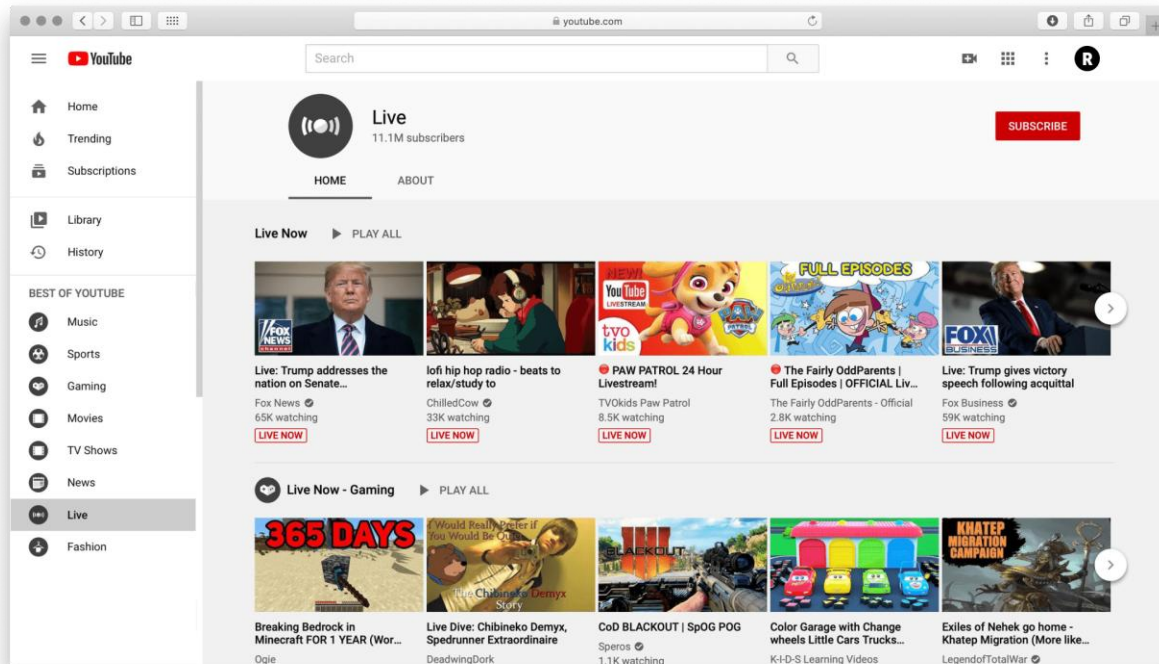 youtube.com
YouTube
Search
R
Home
Trending
Subscriptions
Library
History
BEST OF YOUTUBE
Music
Sports
Gaming
Movies
TV Shows
News
Live
Fashion
Live
11.1M subscribers
SUBSCRIBE
HOME ABOUT
Live Now PLAY ALL
FOX
NEWS
channel
NEW!
YouTube
LIVESTREAM
tvo
kids
PAW
PATROL
FULL EPISODES
FOX
BUSINESS
Live: Trump addresses the
nation on Senate...
Fox News
65K watching
LIVE NOW
lofi hip hop radio - beats to
relax/study to
ChilledCow
33K watching
LIVE NOW
PAW PATROL 24 Hour
Livestream!
TVOkids Paw Patrol
8.5K watching
LIVE NOW
The Fairly OddParents |
Full Episodes | OFFICIAL Liv...
The Fairly OddParents - Official
2.8K watching
LIVE NOW
Live: Trump gives victory
speech following acquittal
Fox Business
59K watching
LIVE NOW
Live Now - Gaming PLAY ALL
365 DAYS
I Would Really Prefer if
You Would Be Quiet
The Chibineko Demyx
Story
BLACKOUT
KHATEP
MIGRATION
CAMPAIGN
Breaking Bedrock in
Minecraft FOR 1 YEAR (Wor...
Ogie
Live Dive: Chibineko Demyx,
Spedrunner Extraordinaire
DeadwingDork
CoD BLACKOUT | SpOG POG
Speros
1.1K watching
Color Garage with Change
wheels Little Cars Trucks...
K-I-D-S Learning Videos
Exiles of Nehek go home -
Khatep Migration (More like...
LegendofTotalWar